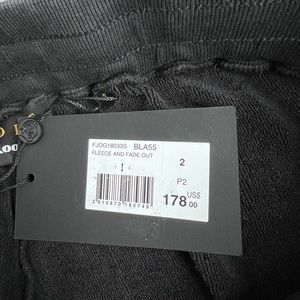 FJOG18033S BLA55
FLEECE AND FADE OUT
2
P2
US$
178.00